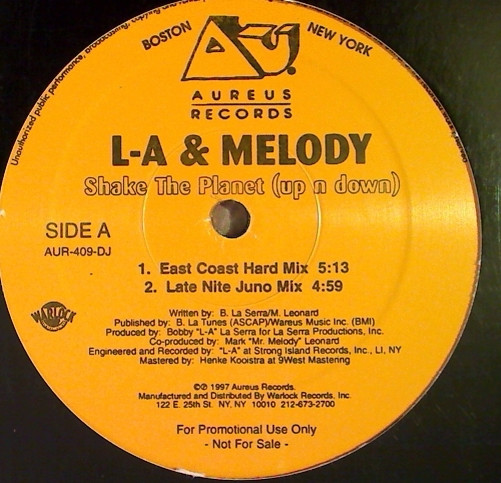 Unauthorized public performance, broadcasting
BOSTON
NEW YORK
AUREUS
RECORDS
L-A & MELODY
Shake The Planet (up n down)
SIDE A
AUR-409-DJ
1. East Coast Hard Mix 5:13
2. Late Nite Juno Mix 4:59
WARLOCK
Written by: B. La Serra/M. Leonard
Published by: B. La Tunes (ASCAP)/Wareus Music Inc. (BMI)
Produced by: Bobby "L-A" La Serra for La Serra Productions, Inc.
Co-produced by: Mark "Mr. Melody" Leonard
Engineered and Recorded by: "L-A" at Strong Island Records, Inc., LI, NY
Mastered by: Henke Kooistra at 9West Mastering
©℗ 1997 Aureus Records.
Manufactured and Distributed By Warlock Records, Inc.
122 E. 25th St. NY, NY 10010 212-673-2700
For Promotional Use Only
- Not For Sale -